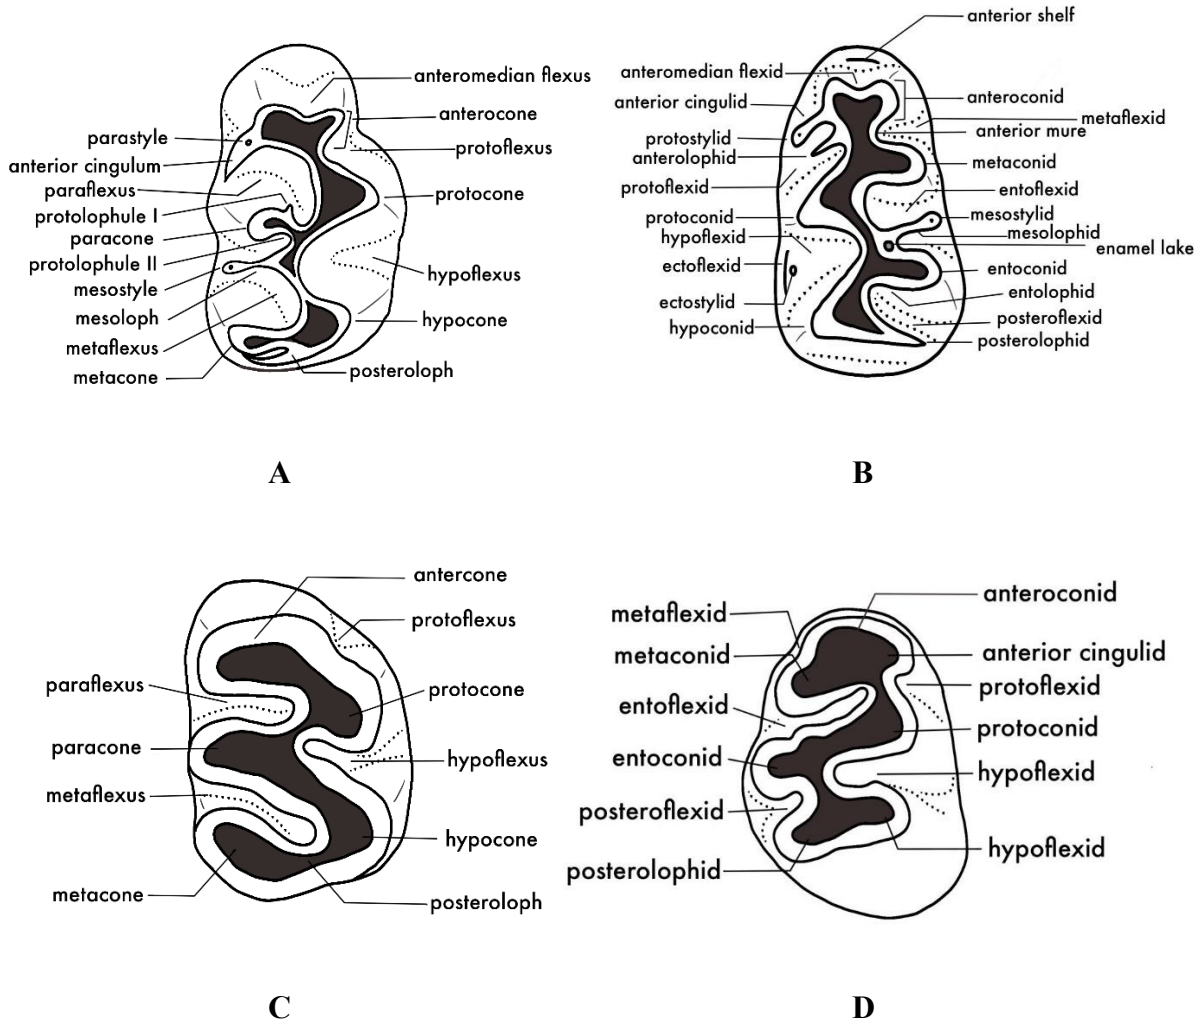 anteromedian flexus
anterocone
protoflexus
protocone
hypoflexus
hypocone
posteroloph
parastyle
anterior cingulum
paraflexus
protolophule I
paracone
protolophule II
mesostyle
mesoloph
metaflexus
metacone
A
anterior shelf
anteromedian flexid
anterior cingulid
protostylid
anterolophid
protoflexid
protoconid
hypoflexid
ectoflexid
ectostylid
hypoconid
anteroconid
metaflexid
anterior mure
metaconid
entoflexid
mesostylid
mesolophid
enamel lake
entoconid
entolophid
posteroflexid
posterolophid
B
antercone
protoflexus
protocone
hypoflexus
hypocone
posteroloph
paraflexus
paracone
metaflexus
metacone
C
metaflexid
metaconid
entoflexid
entoconid
posteroflexid
posterolophid
anteroconid
anterior cingulid
protoflexid
protoconid
hypoflexid
hypoflexid
D